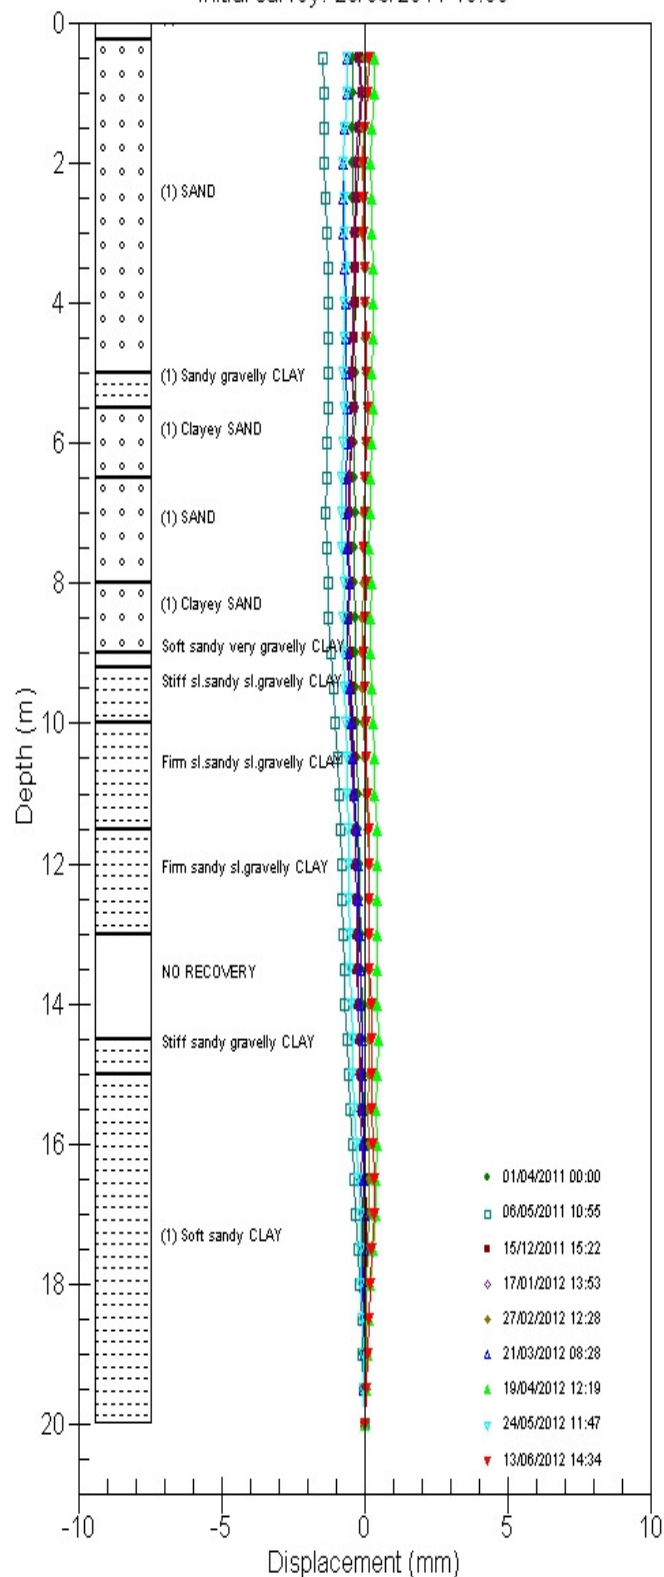 0
(1) SAND
2
4
(1) Sandy gravelly CLAY
(1) Clayey SAND
6
(1) SAND
8
(1) Clayey SAND
Soft sandy very gravelly CLAY
Stiff sl.sandy sl.gravelly CLAY
10
Firm sl.sandy sl.gravelly CLAY
Depth (m)
12
Firm sandy sl.gravelly CLAY
NO RECOVERY
14
Stiff sandy gravelly CLAY
16
(1) Soft sandy CLAY
18
20
01/04/2011 00:00
06/05/2011 10:55
15/12/2011 15:22
17/01/2012 13:53
27/02/2012 12:28
21/03/2012 08:28
19/04/2012 12:19
24/05/2012 11:47
13/06/2012 14:34
-10 -5 0 5 10
Displacement (mm)